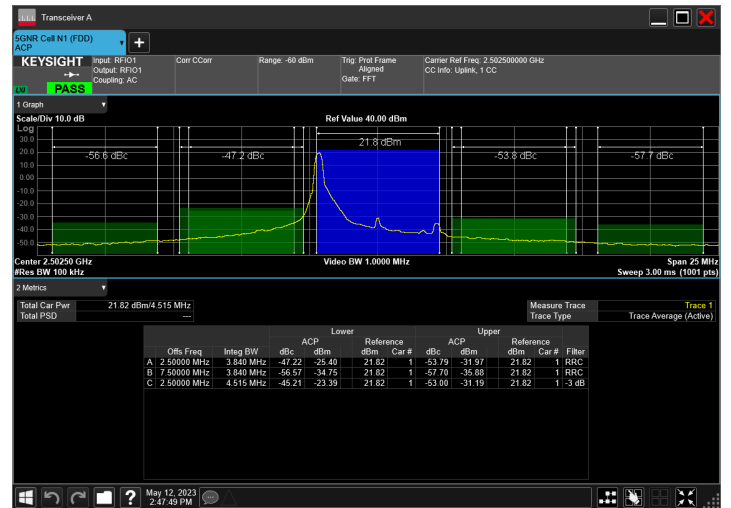 Transceiver A
5GNR Cell N1 (FDD)
ACP
KEYSIGHT
Input: RFIO1
Output: RFIO1
Coupling: AC
Corr CCorr
Range: -60 dBm
Trig: Prot Frame
Aligned
Gate: FFT
Carrier Ref Freq: 2.502500000 GHz
CC Info: Uplink, 1 CC
LXI PASS
1 Graph
Scale/Div 10.0 dB
Ref Value 40.00 dBm
Log
30.0
20.0
10.0
0.00
-10.0
-20.0
-30.0
-40.0
-50.0
-56.6 dBc
-47.2 dBc
21.8 dBm
-53.8 dBc
-57.7 dBc
Center 2.50250 GHz
Video BW 1.0000 MHz
Span 25 MHz
#Res BW 100 kHz
Sweep 3.00 ms (1001 pts)
2 Metrics
Total Car Pwr 21.82 dBm/4.515 MHz
Total PSD ---
Measure Trace Trace 1
Trace Type Trace Average (Active)
Lower Upper
ACP Reference ACP Reference
Offs Freq Integ BW dBc dBm dBm Car # dBc dBm dBm Car # Filter
A 2.50000 MHz 3.840 MHz -47.22 -25.40 21.82 1 -53.79 -31.97 21.82 1 RRC
B 7.50000 MHz 3.840 MHz -56.57 -34.75 21.82 1 -57.70 -35.88 21.82 1 RRC
C 2.50000 MHz 4.515 MHz -45.21 -23.39 21.82 1 -53.00 -31.19 21.82 1 -3 dB
May 12, 2023
2:47:49 PM